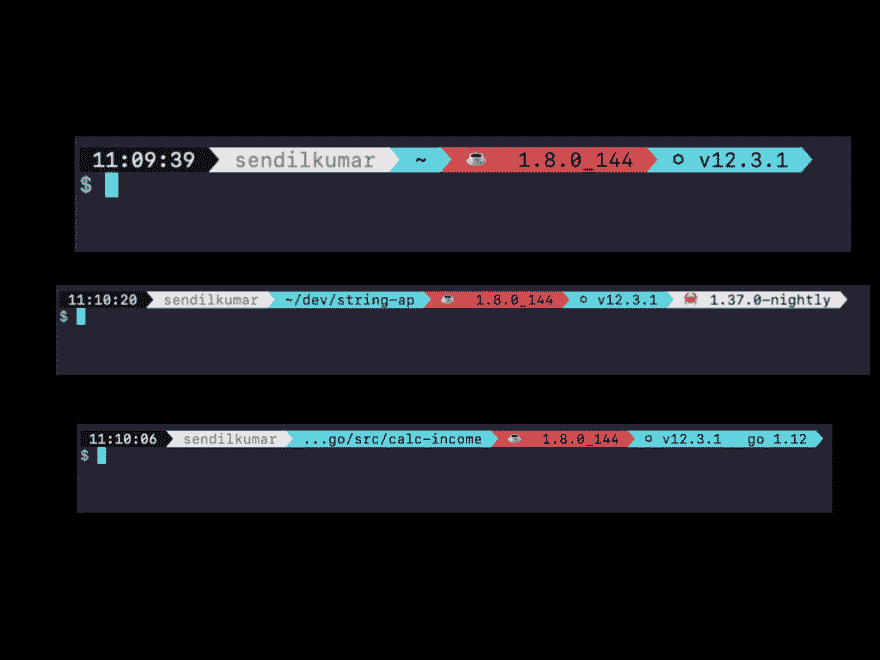 11:09:39 sendilkumar ~ ☕ 1.8.0_144 ⬡ v12.3.1
$
11:10:20 sendilkumar ~/dev/string-ap ☕ 1.8.0_144 ⬡ v12.3.1 🦀 1.37.0-nightly
$
11:10:06 sendilkumar ...go/src/calc-income ☕ 1.8.0_144 ⬡ v12.3.1 go 1.12
$